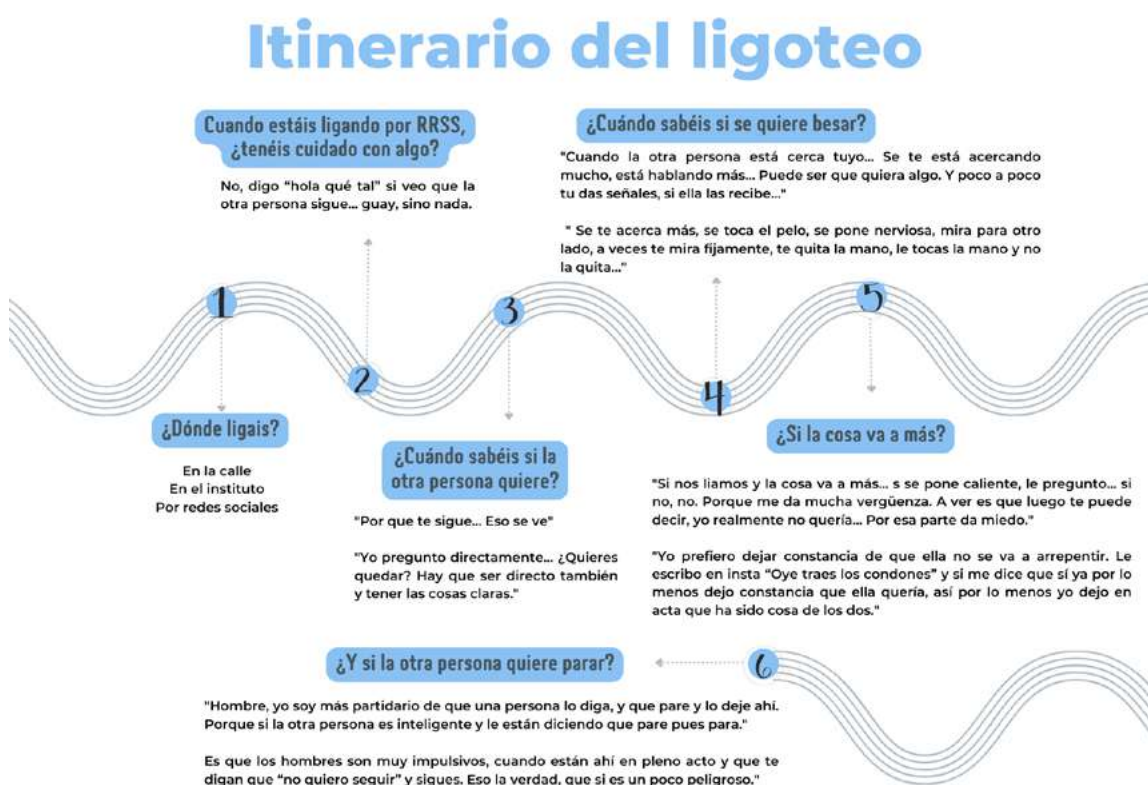 Itinerario del ligoteo
1
¿Dónde ligais?
En la calle
En el instituto
Por redes sociales
2
Cuando estáis ligando por RRSS,
¿tenéis cuidado con algo?
No, digo “hola qué tal” si veo que la
otra persona sigue... guay, sino nada.
3
¿Cuándo sabéis si la
otra persona quiere?
"Por que te sigue... Eso se ve"
"Yo pregunto directamente... ¿Quieres
quedar? Hay que ser directo también
y tener las cosas claras."
4
¿Cuándo sabéis si se quiere besar?
"Cuando la otra persona está cerca tuyo... Se te está acercando
mucho, está hablando más... Puede ser que quiera algo. Y poco a poco
tu das señales, si ella las recibe..."
" Se te acerca más, se toca el pelo, se pone nerviosa, mira para otro
lado, a veces te mira fijamente, te quita la mano, le tocas la mano y no
la quita..."
5
¿Si la cosa va a más?
"Si nos liamos y la cosa va a más... s se pone caliente, le pregunto... si
no, no. Porque me da mucha vergüenza. A ver es que luego te puede
decir, yo realmente no quería... Por esa parte da miedo."
"Yo prefiero dejar constancia de que ella no se va a arrepentir. Le
escribo en insta “Oye traes los condones” y si me dice que sí ya por lo
menos dejo constancia que ella quería, así por lo menos yo dejo en
acta que ha sido cosa de los dos."
6
¿Y si la otra persona quiere parar?
"Hombre, yo soy más partidario de que una persona lo diga, y que pare y lo deje ahí.
Porque si la otra persona es inteligente y le están diciendo que pare pues para."
Es que los hombres son muy impulsivos, cuando están ahí en pleno acto y que te
digan que “no quiero seguir” y sigues. Eso la verdad, que si es un poco peligroso."